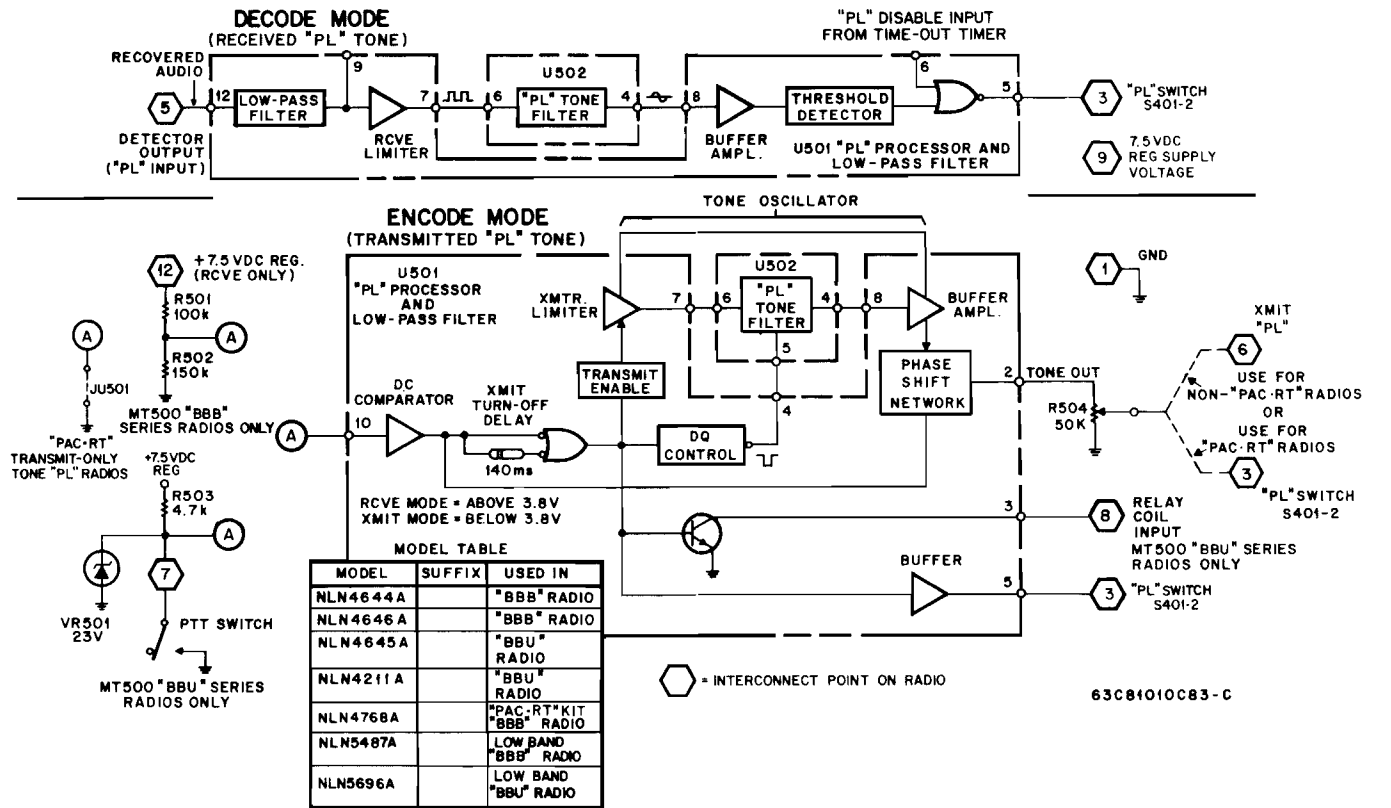 DECODE MODE
(RECEIVED "PL" TONE)
"PL" DISABLE INPUT
FROM TIME-OUT TIMER
RECOVERED
AUDIO
5
12
LOW-PASS
FILTER
9
RCVE
LIMITER
7
6
U502
"PL" TONE
FILTER
4
8
BUFFER
AMPL.
THRESHOLD
DETECTOR
6
5
3
"PL" SWITCH
S401-2
DETECTOR
OUTPUT
("PL" INPUT)
U501 "PL" PROCESSOR AND
LOW-PASS FILTER
9
7.5 VDC
REG SUPPLY
VOLTAGE
TONE OSCILLATOR
ENCODE MODE
(TRANSMITTED "PL" TONE)
12
+7.5 VDC REG.
(RCVE ONLY)
R501
100k
A
R502
150k
MT500 "BBB"
SERIES RADIOS ONLY
A
JU501
"PAC-RT"
TRANSMIT-ONLY
TONE "PL" RADIOS
+7.5VDC
REG
R503
4.7k
A
7
VR501
23V
PTT SWITCH
MT500 "BBU" SERIES
RADIOS ONLY
U501
"PL" PROCESSOR
AND
LOW-PASS FILTER
XMTR.
LIMITER
7
6
U502
"PL"
TONE
FILTER
4
8
5
4
BUFFER
AMPL.
TRANSMIT
ENABLE
PHASE
SHIFT
NETWORK
A
10
DC
COMPARATOR
XMIT
TURN-OFF
DELAY
140ms
DQ
CONTROL
RCVE MODE = ABOVE 3.8V
XMIT MODE = BELOW 3.8V
2
TONE OUT
R504
50K
1
GND
XMIT
"PL"
6
USE FOR
NON-"PAC-RT" RADIOS
OR
USE FOR
"PAC-RT" RADIOS
3
"PL" SWITCH
S401-2
3
8
RELAY
COIL
INPUT
MT500 "BBU" SERIES
RADIOS ONLY
BUFFER
5
3
"PL" SWITCH
S401-2
MODEL TABLE
MODEL SUFFIX USED IN
NLN4644A "BBB" RADIO
NLN4646A "BBB" RADIO
NLN4645A "BBU"
RADIO
NLN4211A "BBU"
RADIO
NLN4768A "PAC-RT" KIT
"BBB" RADIO
NLN5487A LOW BAND
"BBB" RADIO
NLN5696A LOW BAND
"BBU" RADIO
= INTERCONNECT POINT ON RADIO
63C81010C83-C